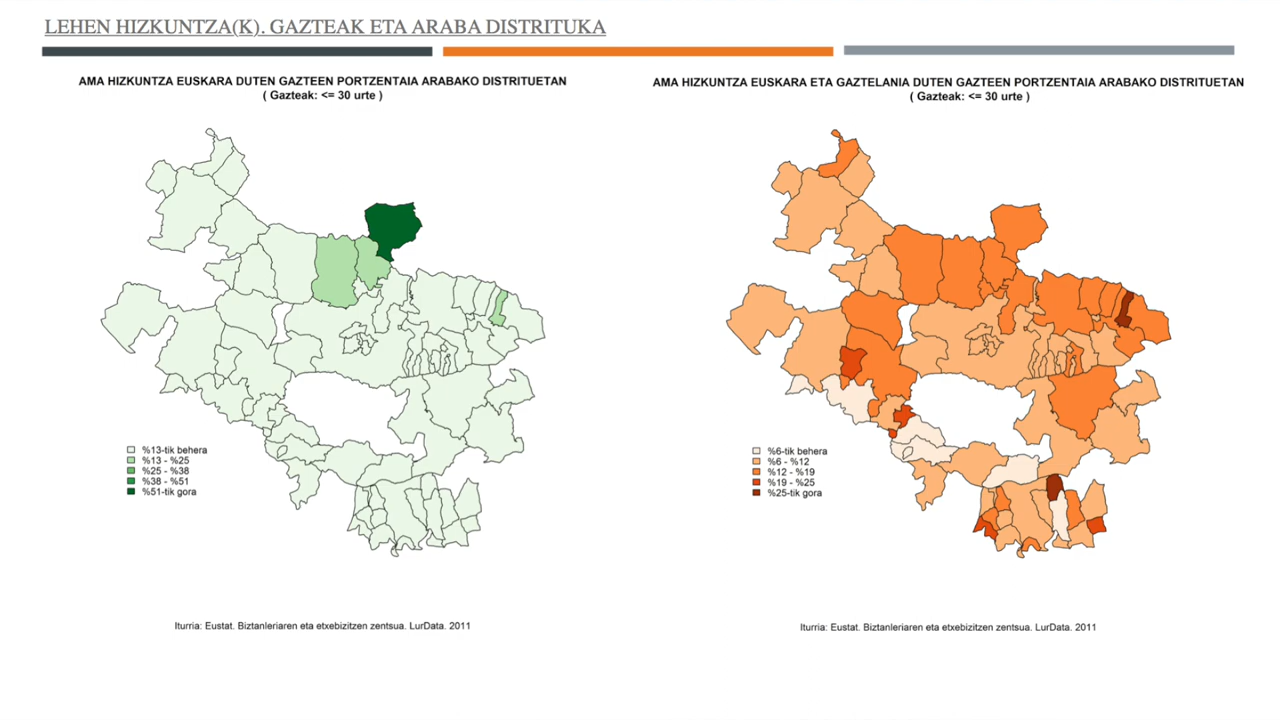 LEHEN HIZKUNTZA(K). GAZTEAK ETA ARABA DISTRITUKA
AMA HIZKUNTZA EUSKARA DUTEN GAZTEEN PORTZENTAIA ARABAKO DISTRITUETAN
( Gazteak: <= 30 urte )
%13-tik behera
%13 - %25
%25 - %38
%38 - %51
%51-tik gora
Iturria: Eustat. Biztanleriaren eta etxebizitzen zentsua. LurData. 2011
AMA HIZKUNTZA EUSKARA ETA GAZTELANIA DUTEN GAZTEEN PORTZENTAIA ARABAKO DISTRITUETAN
( Gazteak: <= 30 urte )
%6-tik behera
%6 - %12
%12 - %19
%19 - %25
%25-tik gora
Iturria: Eustat. Biztanleriaren eta etxebizitzen zentsua. LurData. 2011